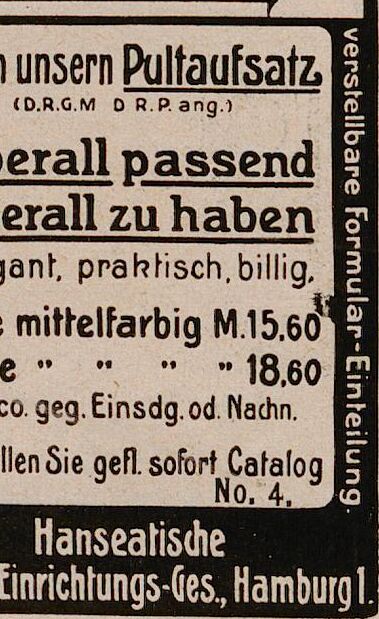 n unsern Pultaufsatz
(D.R.G.M D R.P. ang.)
berall passend
erall zu haben
gant, praktisch, billig.
e mittelfarbig M.15,60
e " " " " 18,60
co. geg. Einsdg. od. Nachn.
llen Sie gefl. sofort Catalog
No. 4.
verstellbare Formular-Einteilung.
Hanseatische
Einrichtungs-Ges., Hamburg 1.